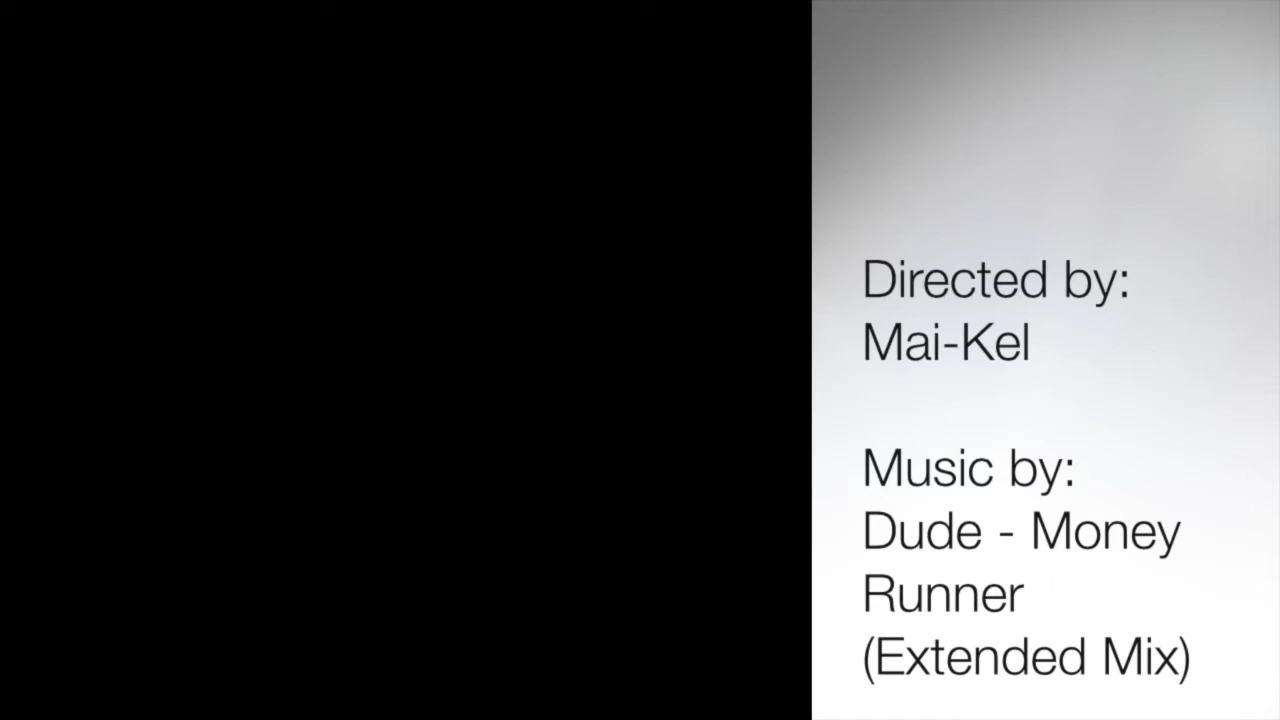 Directed by:
Mai-Kel
Music by:
Dude - Money
Runner
(Extended Mix)